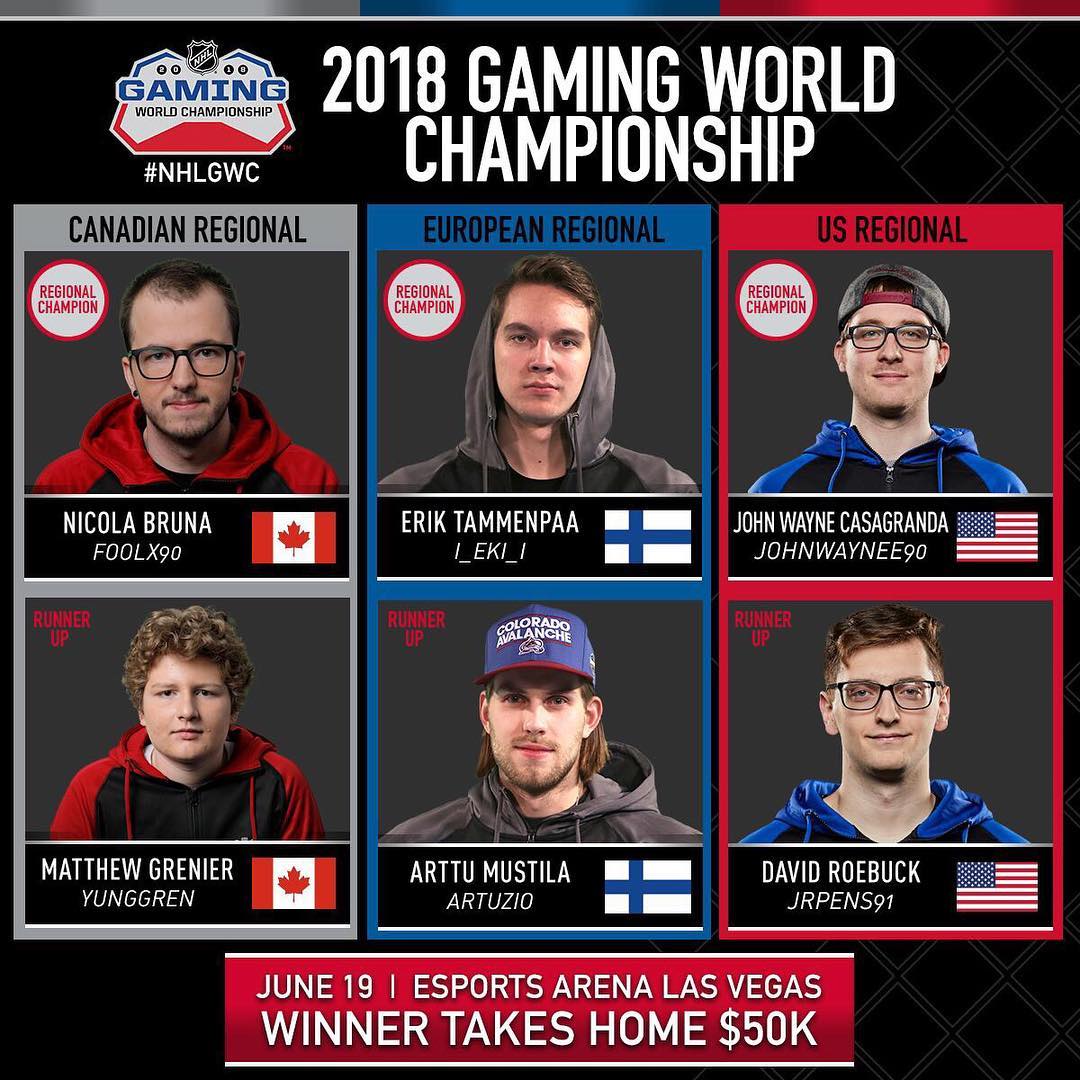 NHL
2018
GAMING
WORLD CHAMPIONSHIP
TM
#NHLGWC
2018 GAMING WORLD
CHAMPIONSHIP
CANADIAN REGIONAL
REGIONAL
CHAMPION
NICOLA BRUNA
FOOLX90
RUNNER
UP
MATTHEW GRENIER
YUNGGREN
EUROPEAN REGIONAL
REGIONAL
CHAMPION
ERIK TAMMENPAA
I_EKI_I
RUNNER
UP
COLORADO
AVALANCHE
ARTTU MUSTILA
ARTUZIO
US REGIONAL
REGIONAL
CHAMPION
JOHN WAYNE CASAGRANDA
JOHNWAYNEE90
RUNNER
UP
DAVID ROEBUCK
JRPENS91
JUNE 19 | ESPORTS ARENA LAS VEGAS
WINNER TAKES HOME $50K